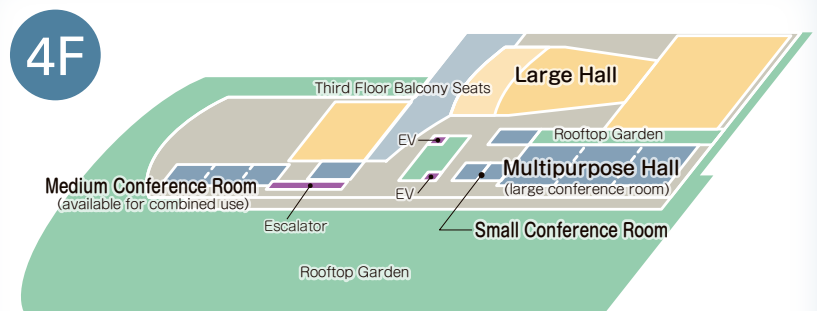 4F
Third Floor Balcony Seats
Large Hall
EV
Rooftop Garden
Multipurpose Hall
(large conference room)
Medium Conference Room
(available for combined use)
EV
Escalator
Small Conference Room
Rooftop Garden